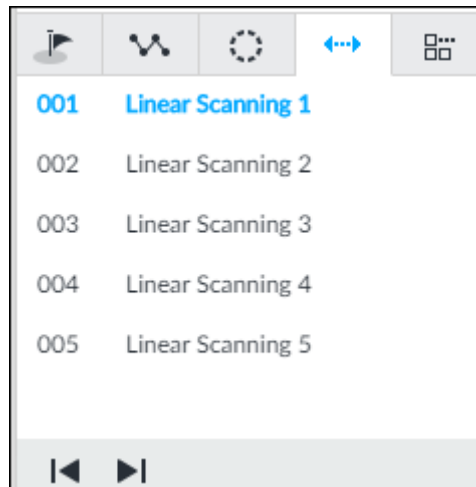 001 Linear Scanning 1
002 Linear Scanning 2
003 Linear Scanning 3
004 Linear Scanning 4
005 Linear Scanning 5